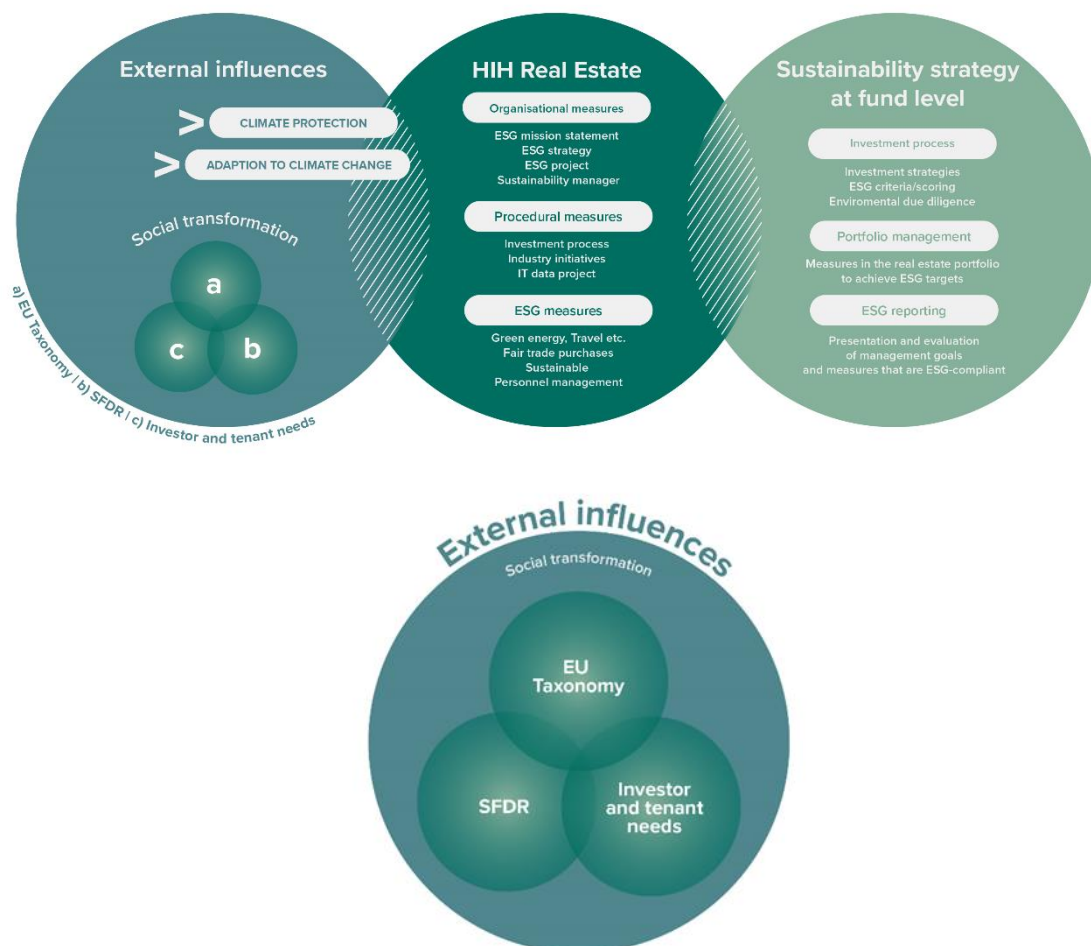 External influences
> CLIMATE PROTECTION
> ADAPTION TO CLIMATE CHANGE
Social transformation
a
c
b
a) EU Taxonomy | b) SFDR | c) Investor and tenant needs
HIH Real Estate
Organisational measures
ESG mission statement
ESG strategy
ESG project
Sustainability manager
Procedural measures
Investment process
Industry initiatives
IT data project
ESG measures
Green energy, Travel etc.
Fair trade purchases
Sustainable
Personnel management
Sustainability strategy
at fund level
Investment process
Investment strategies
ESG criteria/scoring
Enviromental due diligence
Portfolio management
Measures in the real estate portfolio
to achieve ESG targets
ESG reporting
Presentation and evaluation
of management goals
and measures that are ESG-compliant
External influences
Social transformation
EU
Taxonomy
SFDR
Investor
and tenant
needs